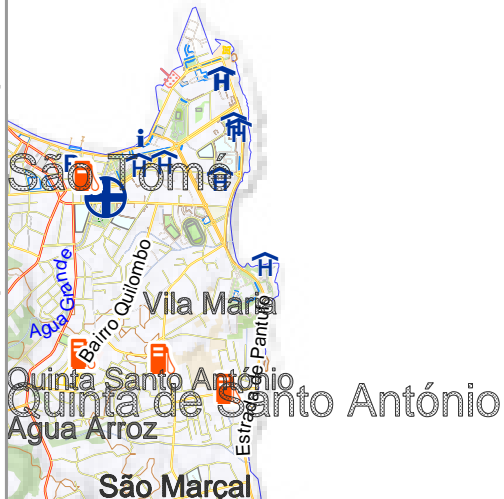 H
H
H
i
F
H
H
São Tomé
H
Agua Grande
Bairro Quilombo
H
Vila Maria
Estrada de Pantufo
Quinta Santo António
Quinta de Santo António
Agua Arroz
São Marçal